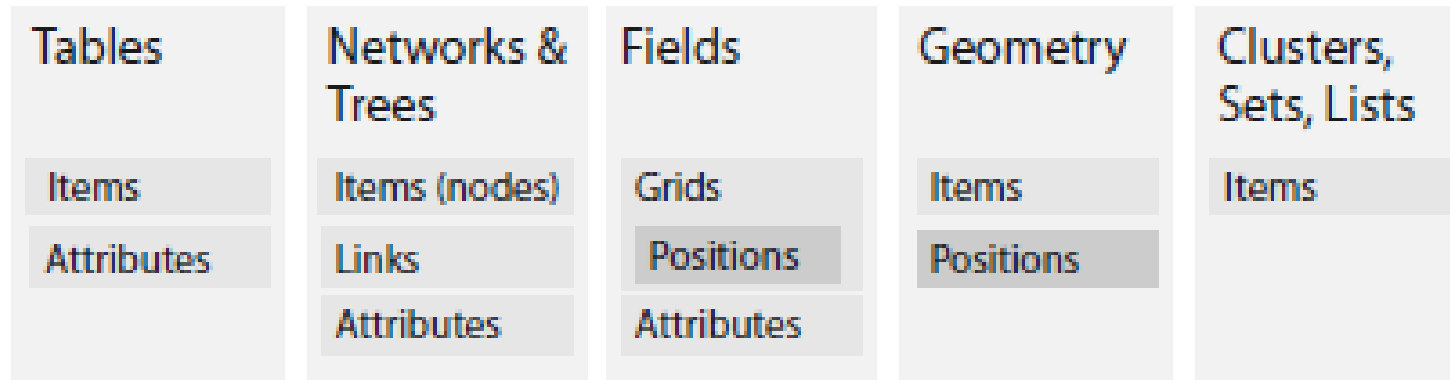 Tables
Items
Attributes
Networks &
Trees
Items (nodes)
Links
Attributes
Fields
Grids
Positions
Attributes
Geometry
Items
Positions
Clusters,
Sets, Lists
Items